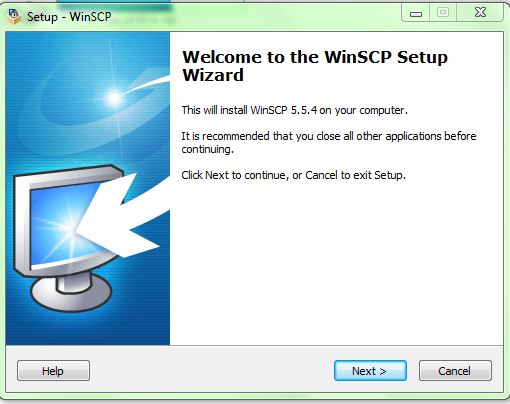 Setup - WinSCP
Welcome to the WinSCP Setup
Wizard
This will install WinSCP 5.5.4 on your computer.
It is recommended that you close all other applications before
continuing.
Click Next to continue, or Cancel to exit Setup.
Help
Next >
Cancel